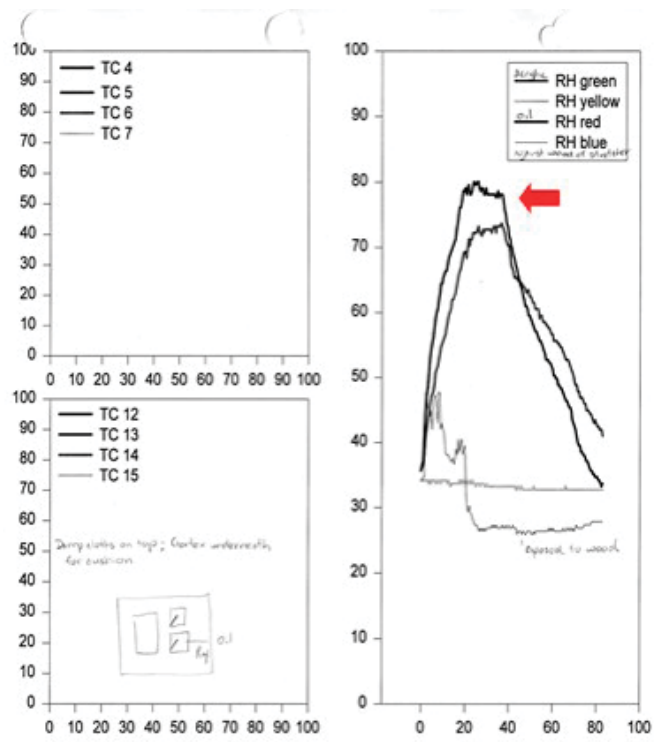 100
90
80
70
60
50
40
30
20
10
0
0 10 20 30 40 50 60 70 80 90 100
TC 4
TC 5
TC 6
TC 7
100
90
80
70
60
50
40
30
20
10
0
0 10 20 30 40 50 60 70 80 90 100
TC 12
TC 13
TC 14
TC 15
Damp cloths on top; underneath
for cushion
oil
100
90
80
70
60
50
40
30
20
10
0
0 20 40 60 80 100
RH green
RH yellow
oil
RH red
RH blue
exposed to wood